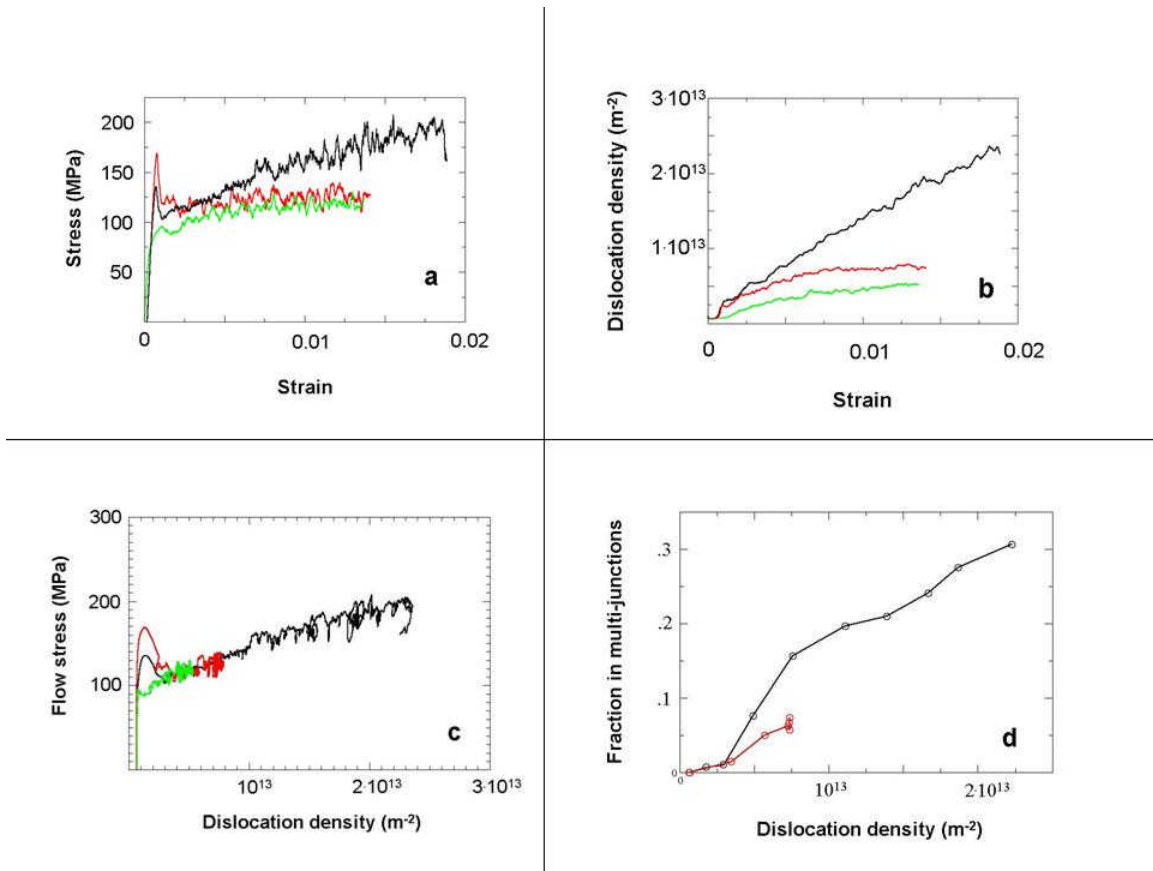 200
150
100
50
0
0.01
0.02
Stress (MPa)
Strain
a
3·10¹³
2·10¹³
1·10¹³
0
0.01
0.02
Dislocation density (m⁻²)
Strain
b
300
200
100
10¹³
2·10¹³
3·10¹³
Flow stress (MPa)
Dislocation density (m⁻²)
c
.3
.2
.1
0
0
10¹³
2·10¹³
Fraction in multi-junctions
Dislocation density (m⁻²)
d